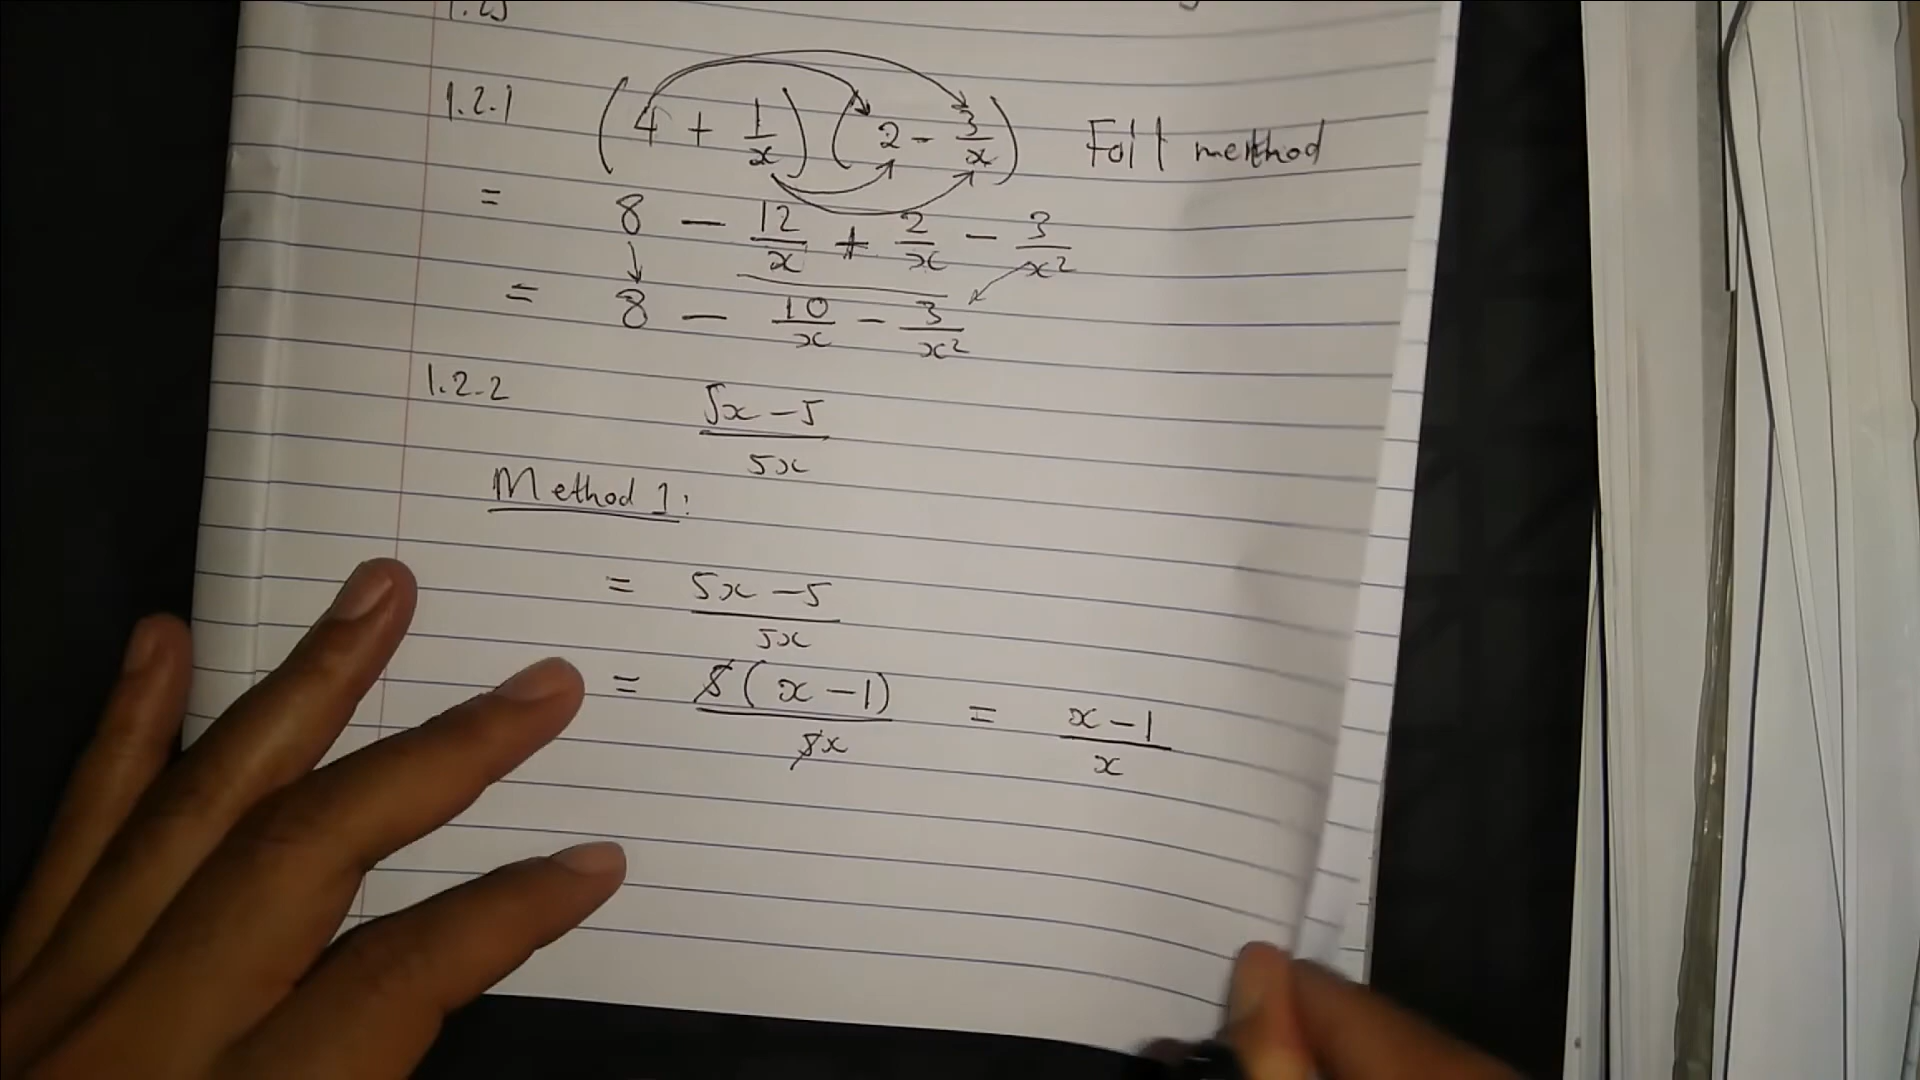 1.2.1 (4 + 1/x) (2 - 3/x) Foil method
= 8 - 12/x + 2/x - 3/x²
= 8 - 10/x - 3/x²
1.2.2 5x - 5 / 5x
Method 1:
= 5x - 5 / 5x
= 5(x - 1) / 5x = x - 1 / x